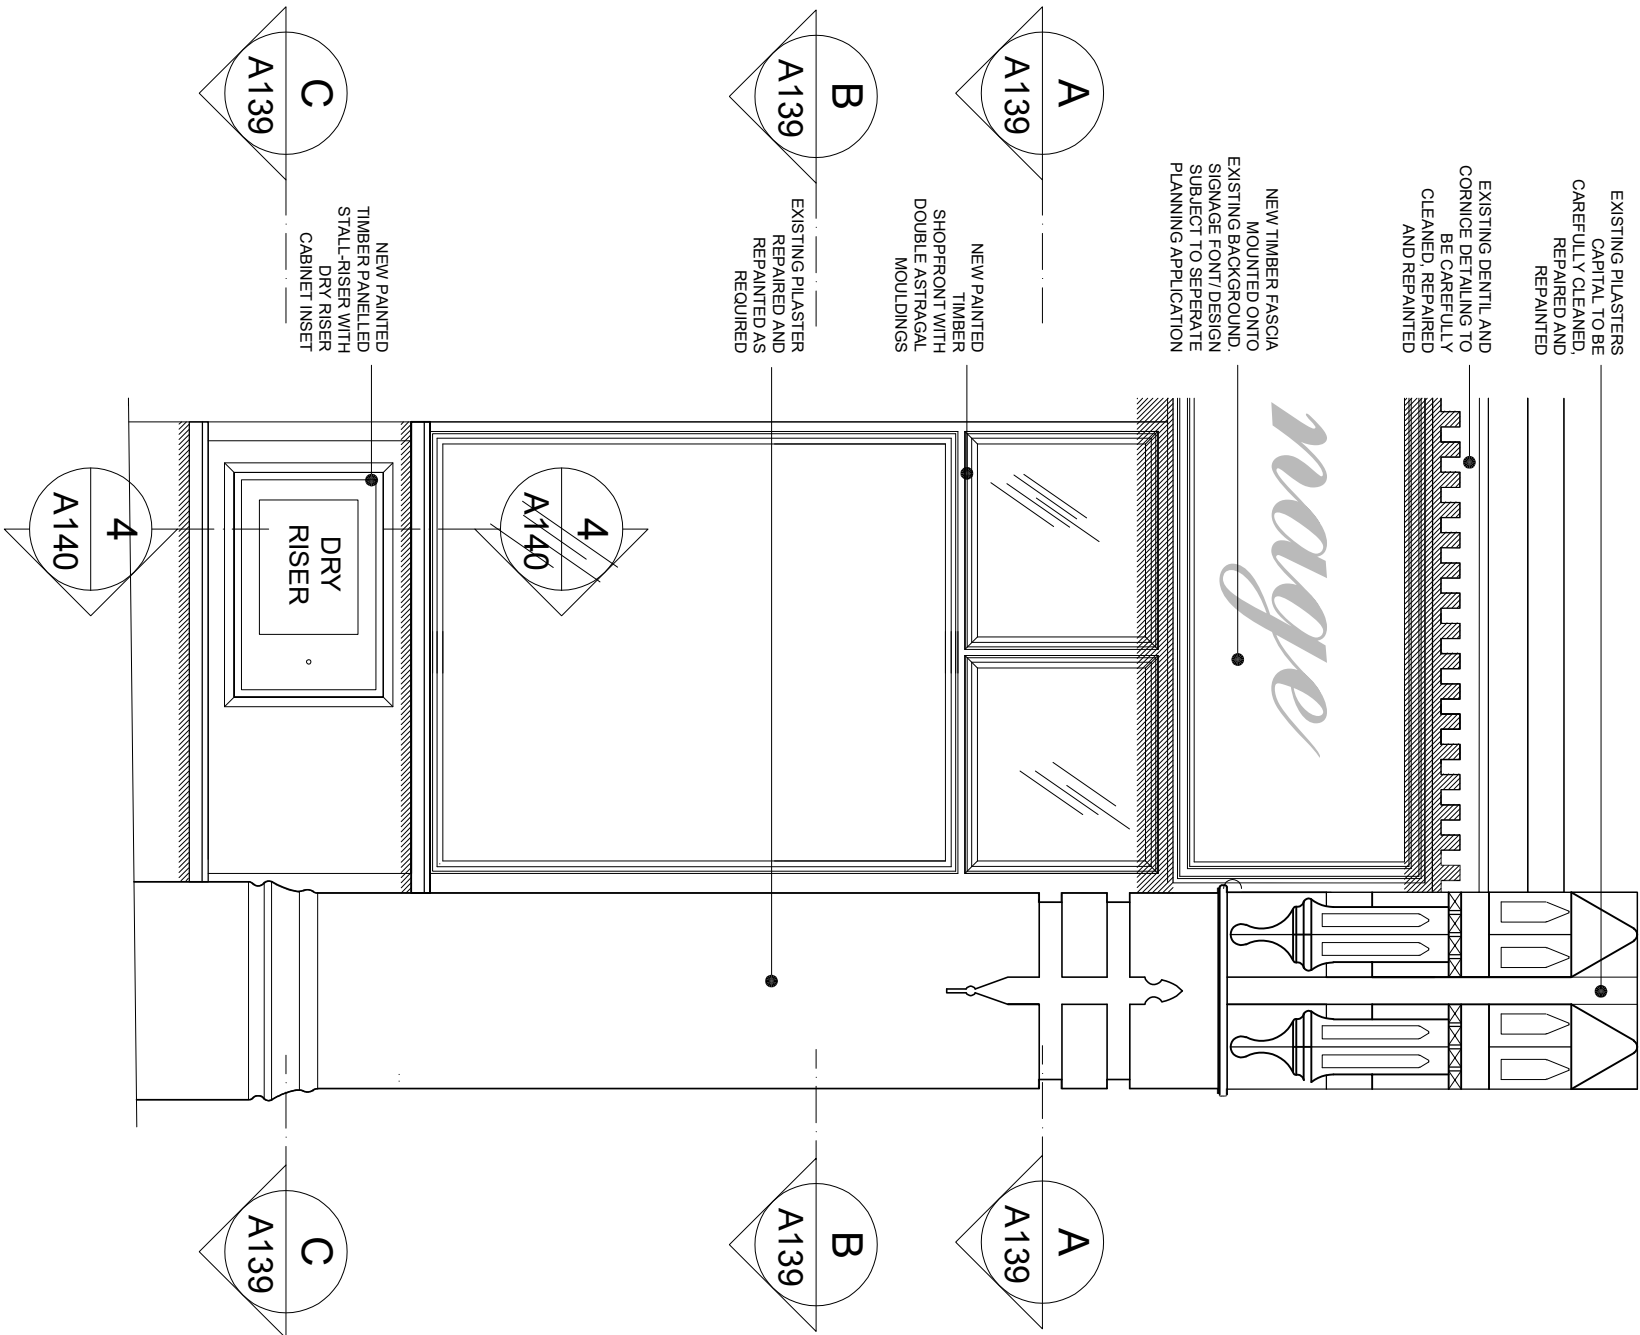 EXISTING PILASTERS
CAPITAL TO BE
CAREFULLY CLEANED,
REPAIRED AND
REPAINTED
EXISTING DENTIL AND
CORNICE DETAILING TO
BE CAREFULLY
CLEANED, REPAIRED
AND REPAINTED
NEW TIMBER FASCIA
MOUNTED ONTO
EXISTING BACKGROUND.
SIGNAGE FONT/ DESIGN
SUBJECT TO SEPERATE
PLANNING APPLICATION
nage
A
A139
A
A139
NEW PAINTED
TIMBER
SHOPFRONT WITH
DOUBLE ASTRAGAL
MOULDINGS
B
A139
B
A139
EXISTING PILASTER
REPAIRED AND
REPAINTED AS
REQUIRED
4
A140
NEW PAINTED
TIMBER PANELLED
STALL-RISER WITH
DRY RISER
CABINET INSET
DRY
RISER
C
A139
C
A139
4
A140